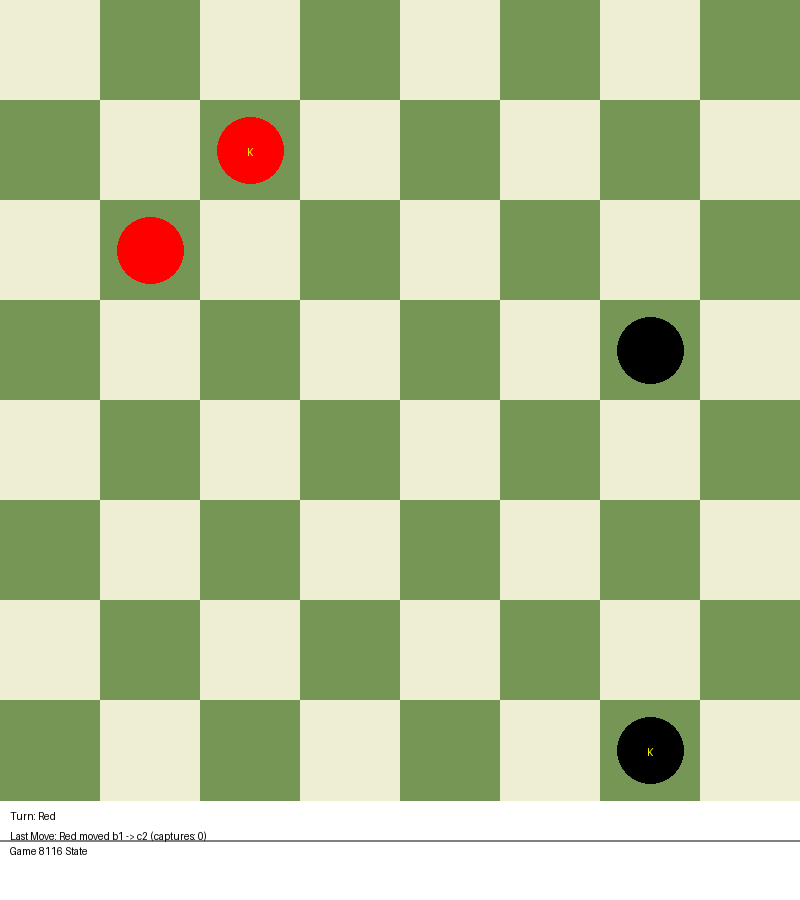 K
K
Turn: Red
Last Move: Red moved b1 -> c2 (captures: 0)
Game 8116 State